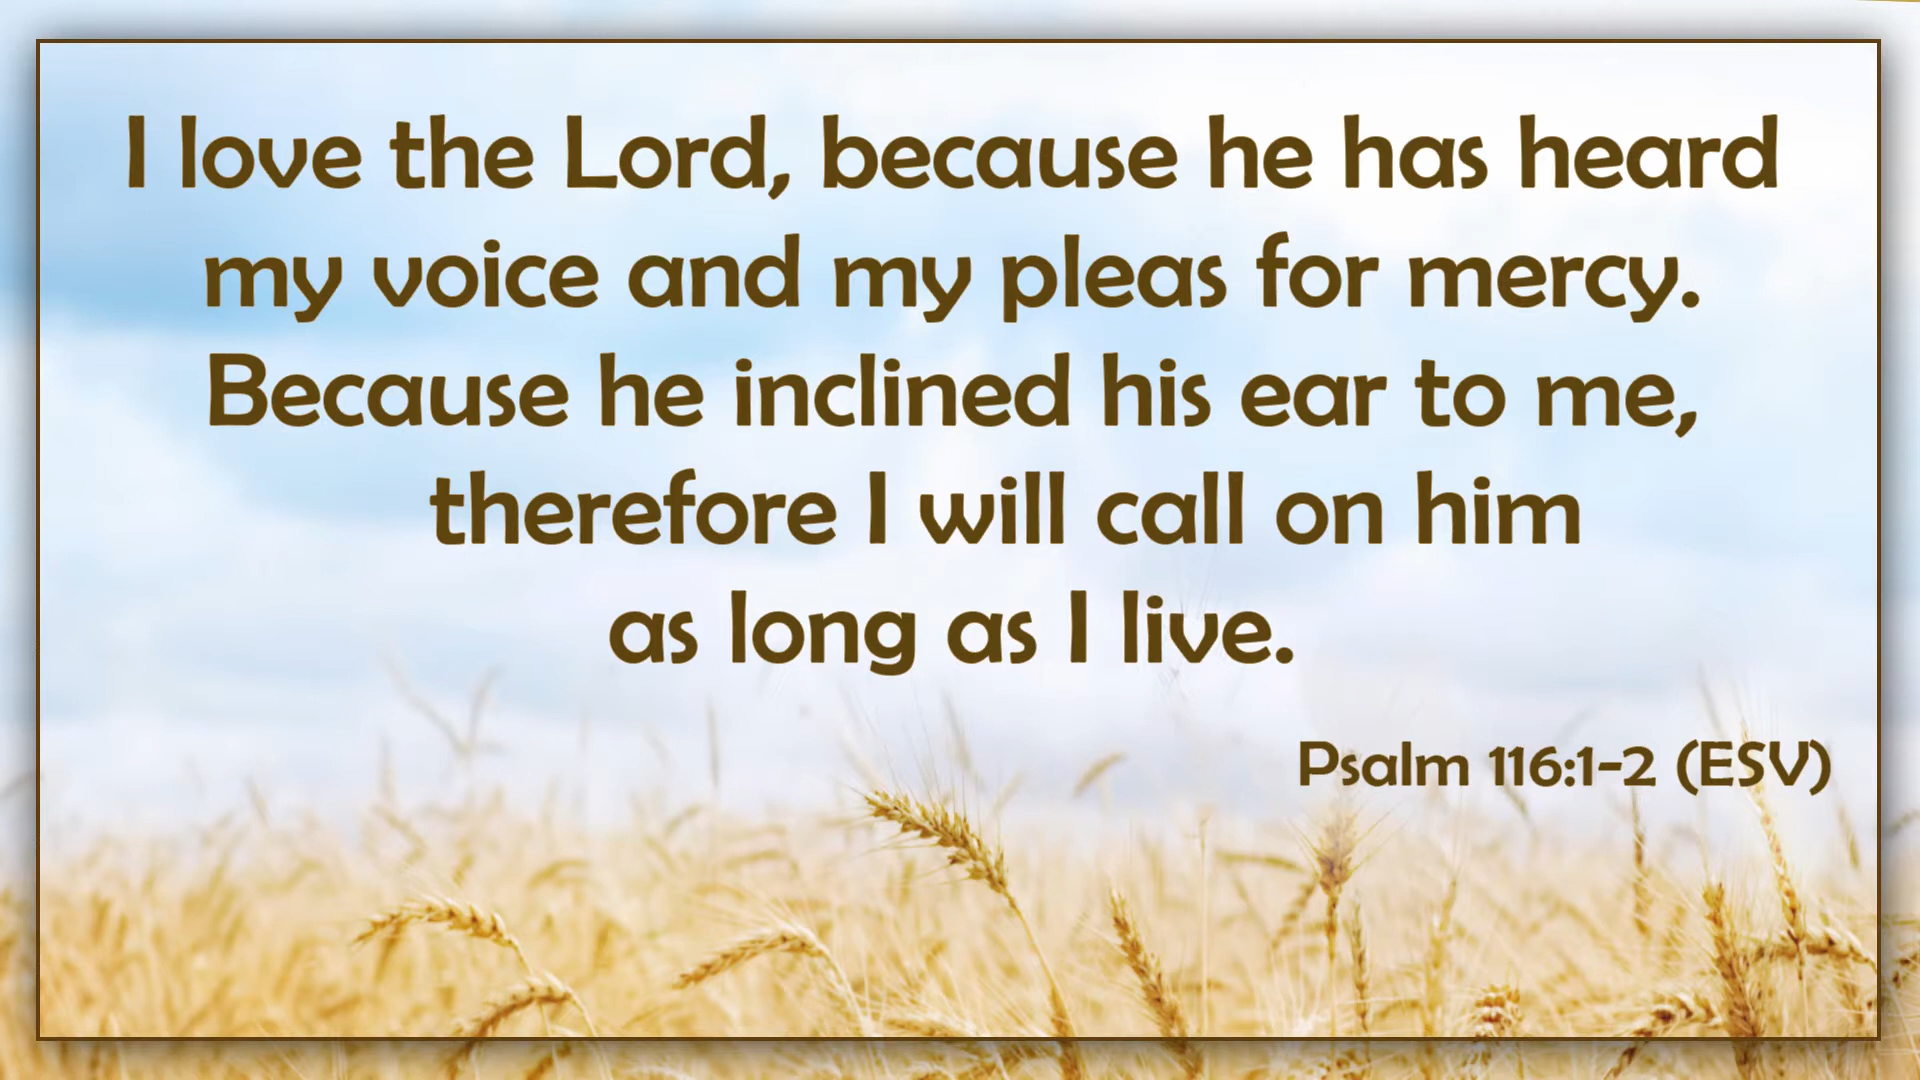 I love the Lord, because he has heard
my voice and my pleas for mercy.
Because he inclined his ear to me,
therefore I will call on him
as long as I live.
Psalm 116:1-2 (ESV)